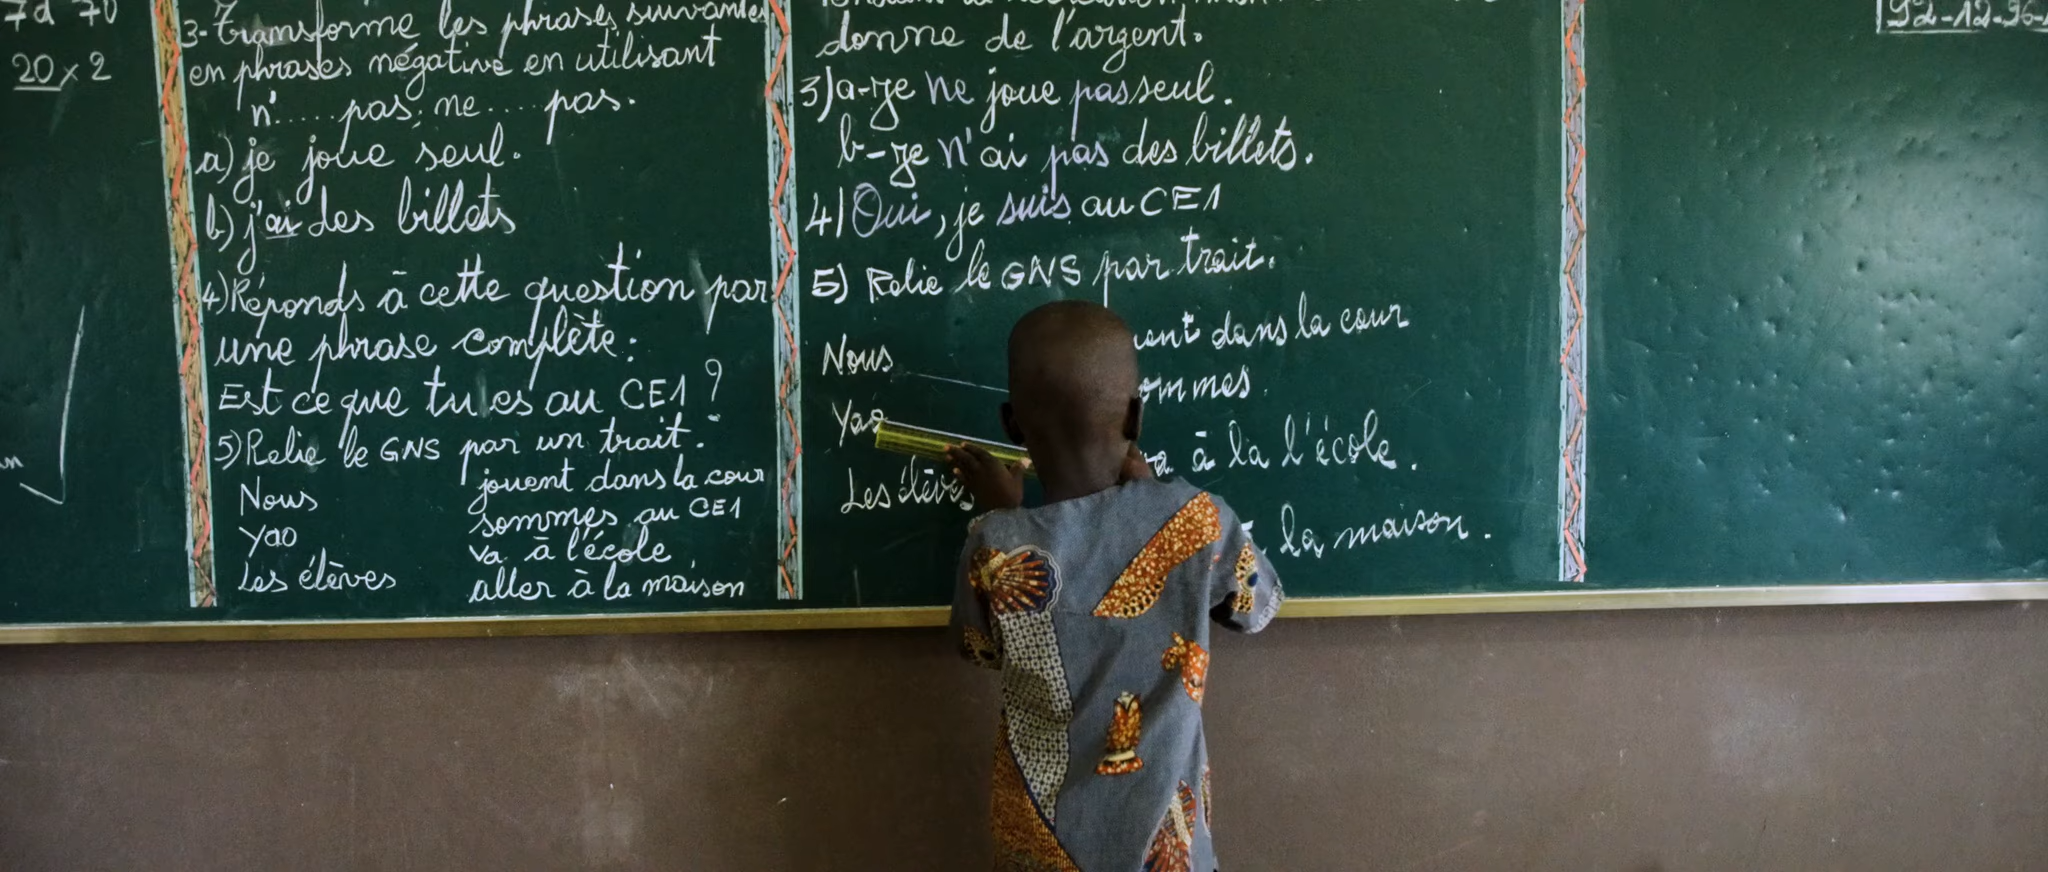 20 x 2
3- Transforme les phrases suivantes
en phrases négative en utilisant
n'.....pas; ne....pas.
a) je joue seul.
b) j'ai des billets
4) Réponds à cette question par
une phrase complète:
Est ce que tu es au CE1 ?
5) Relie le GNS par un trait.
Nous jouent dans la cour
Yao sommes au CE1
va à l'école
Les élèves aller à la maison
donne de l'argent.
3) a- je ne joue pas seul.
b- je n'ai pas des billets.
4) Oui, je suis au CE1
5) Relie le GNS par trait.
Nous dans la cour
Yao
Les élèves à la l'école.
la maison.